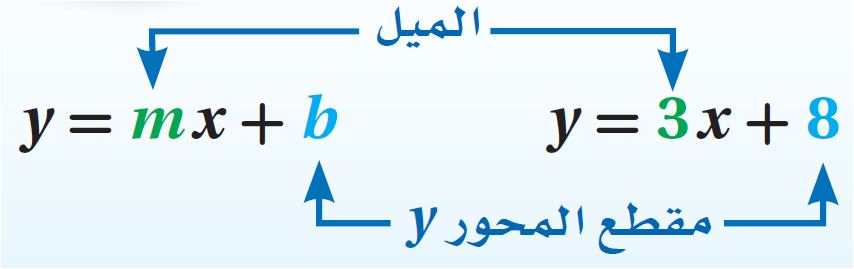 الميل
y = mx + b y = 3x + 8
مقطع المحور y